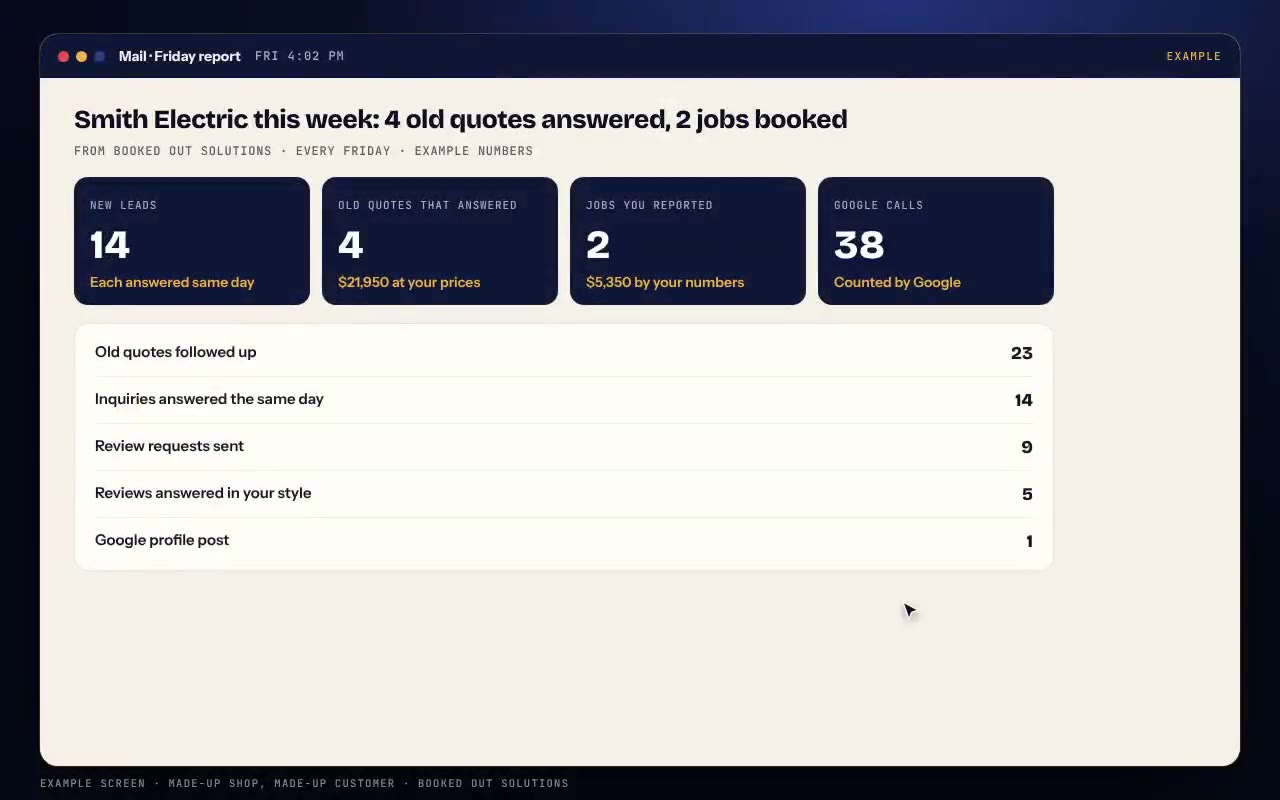 Mail · Friday report FRI 4:02 PM EXAMPLE
Smith Electric this week: 4 old quotes answered, 2 jobs booked
FROM BOOKED OUT SOLUTIONS · EVERY FRIDAY · EXAMPLE NUMBERS
NEW LEADS
14
Each answered same day
OLD QUOTES THAT ANSWERED
4
$21,950 at your prices
JOBS YOU REPORTED
2
$5,350 by your numbers
GOOGLE CALLS
38
Counted by Google
Old quotes followed up 23
Inquiries answered the same day 14
Review requests sent 9
Reviews answered in your style 5
Google profile post 1
EXAMPLE SCREEN · MADE-UP SHOP, MADE-UP CUSTOMER · BOOKED OUT SOLUTIONS